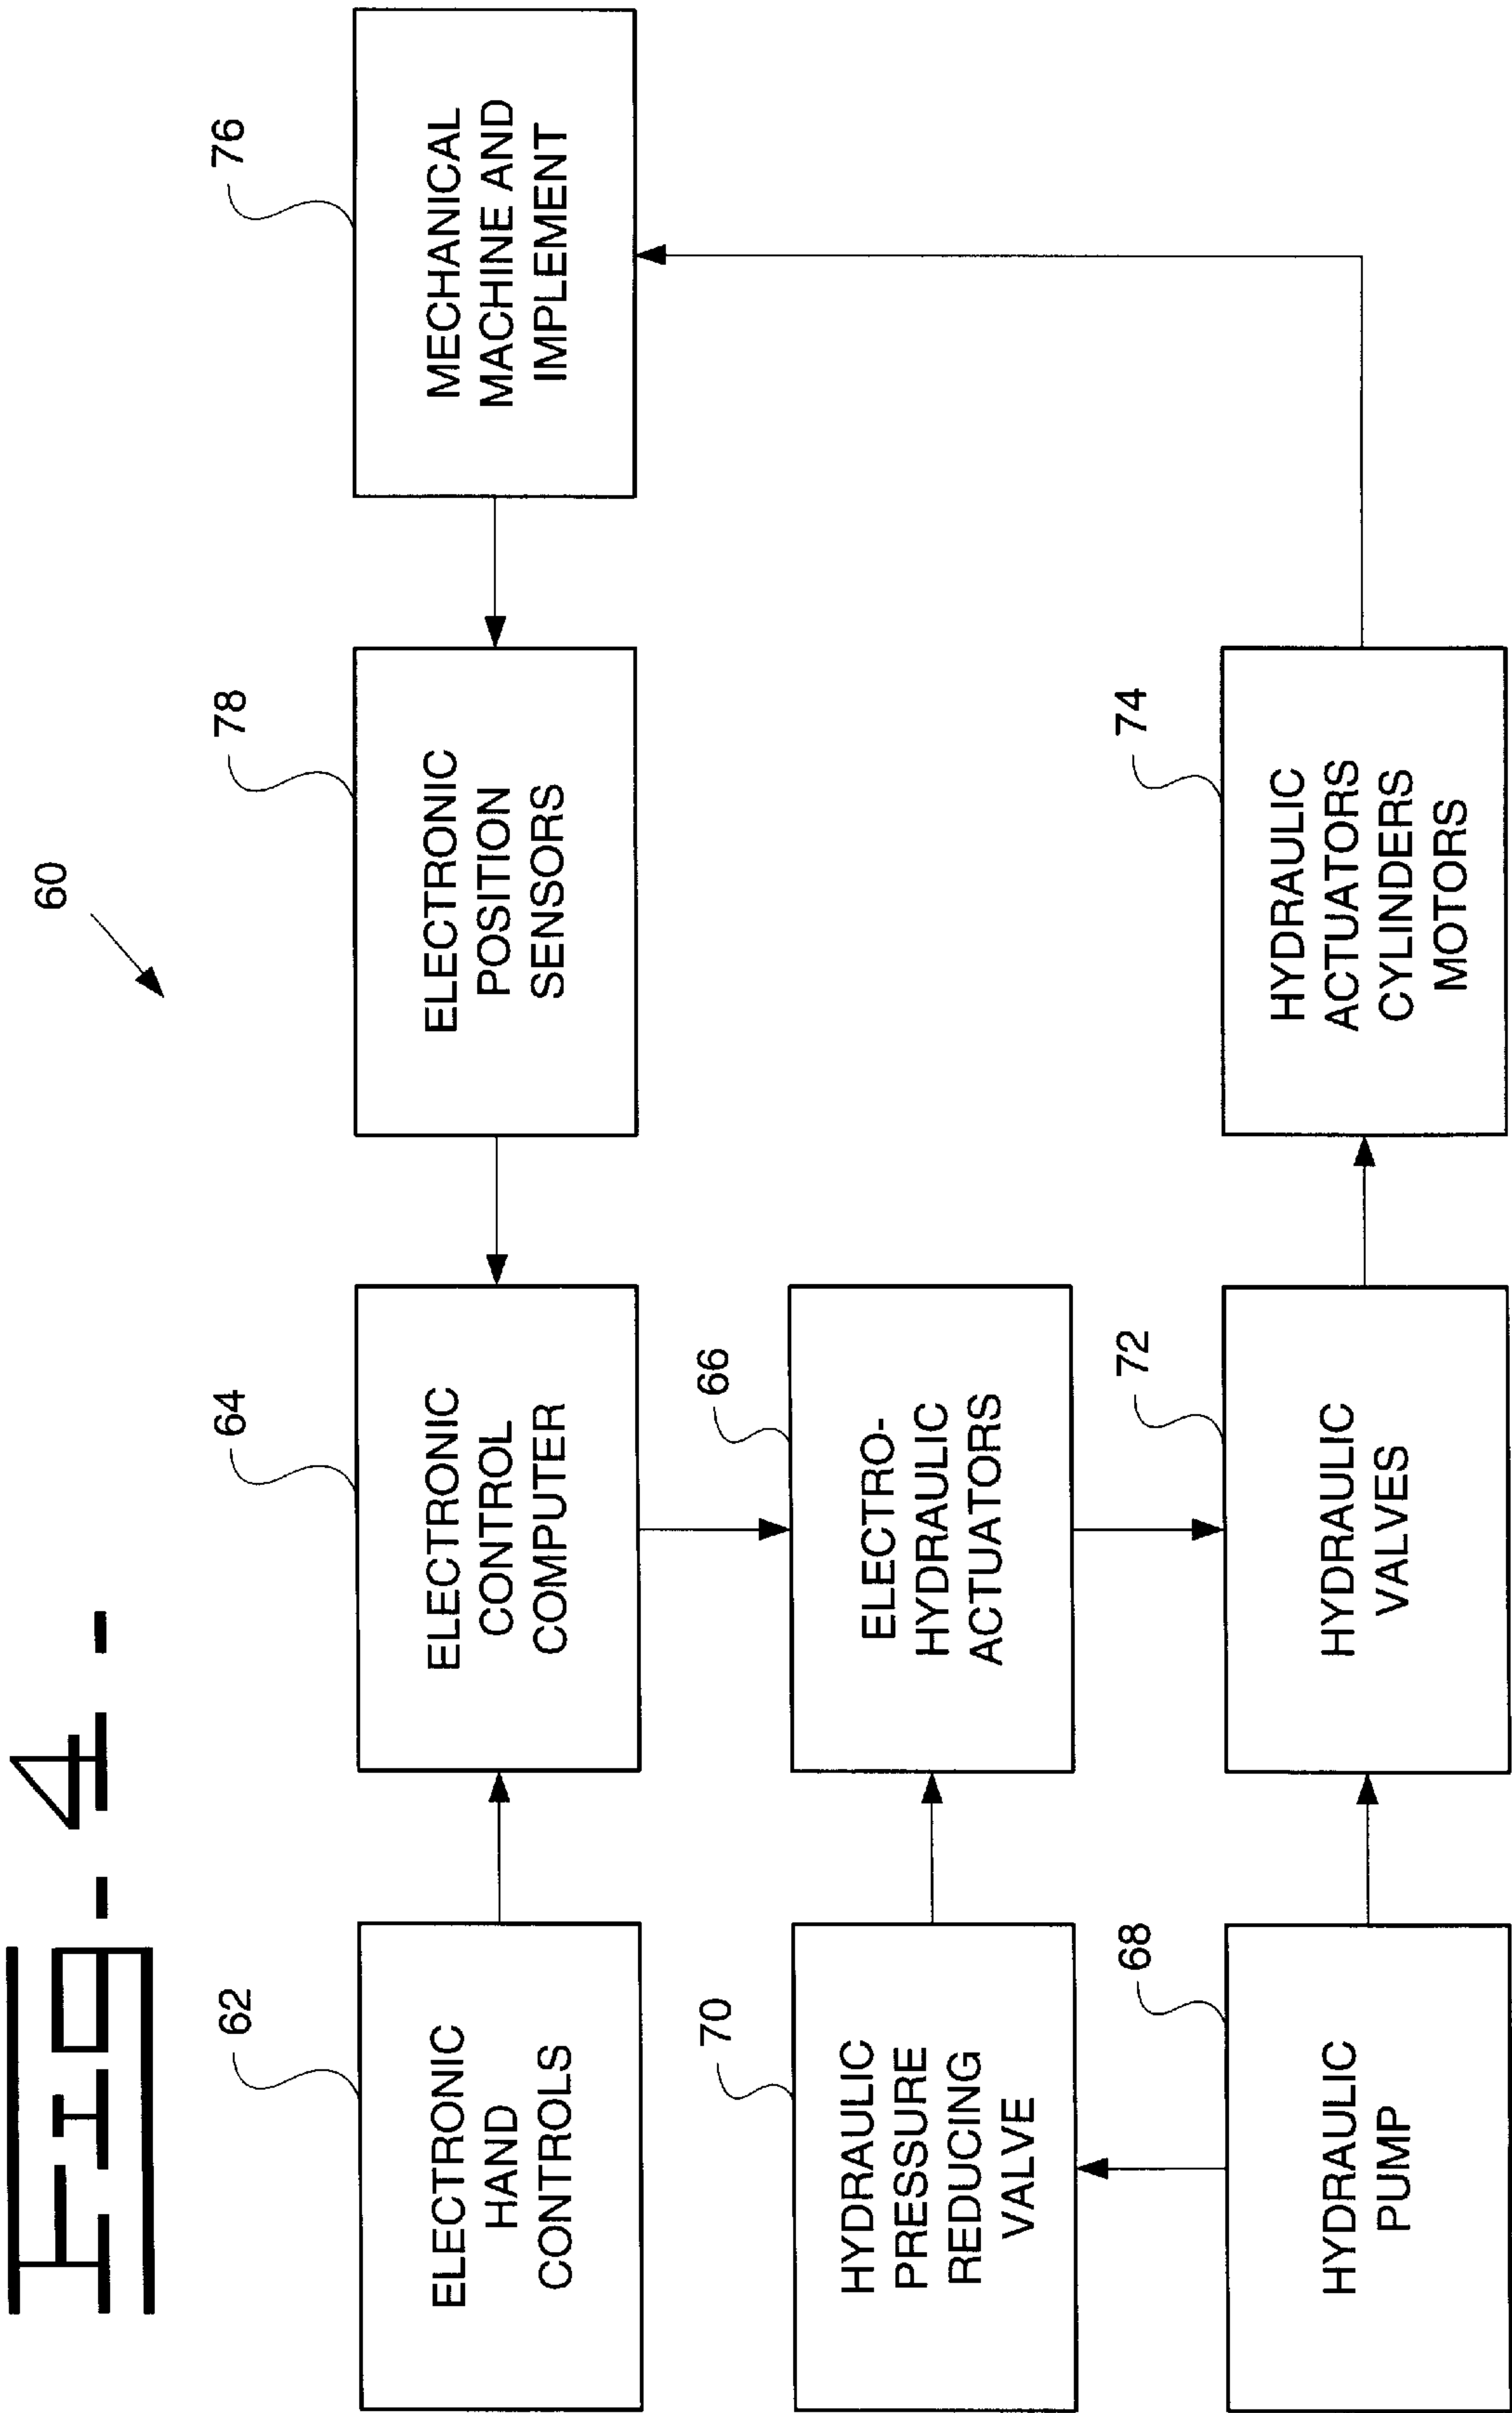 Fig-4-
60
62
ELECTRONIC
HAND
CONTROLS
64
ELECTRONIC
CONTROL
COMPUTER
78
ELECTRONIC
POSITION
SENSORS
76
MECHANICAL
MACHINE AND
IMPLEMENT
70
HYDRAULIC
PRESSURE
REDUCING
VALVE
66
ELECTRO-
HYDRAULIC
ACTUATORS
68
HYDRAULIC
PUMP
72
HYDRAULIC
VALVES
74
HYDRAULIC
ACTUATORS
CYLINDERS
MOTORS